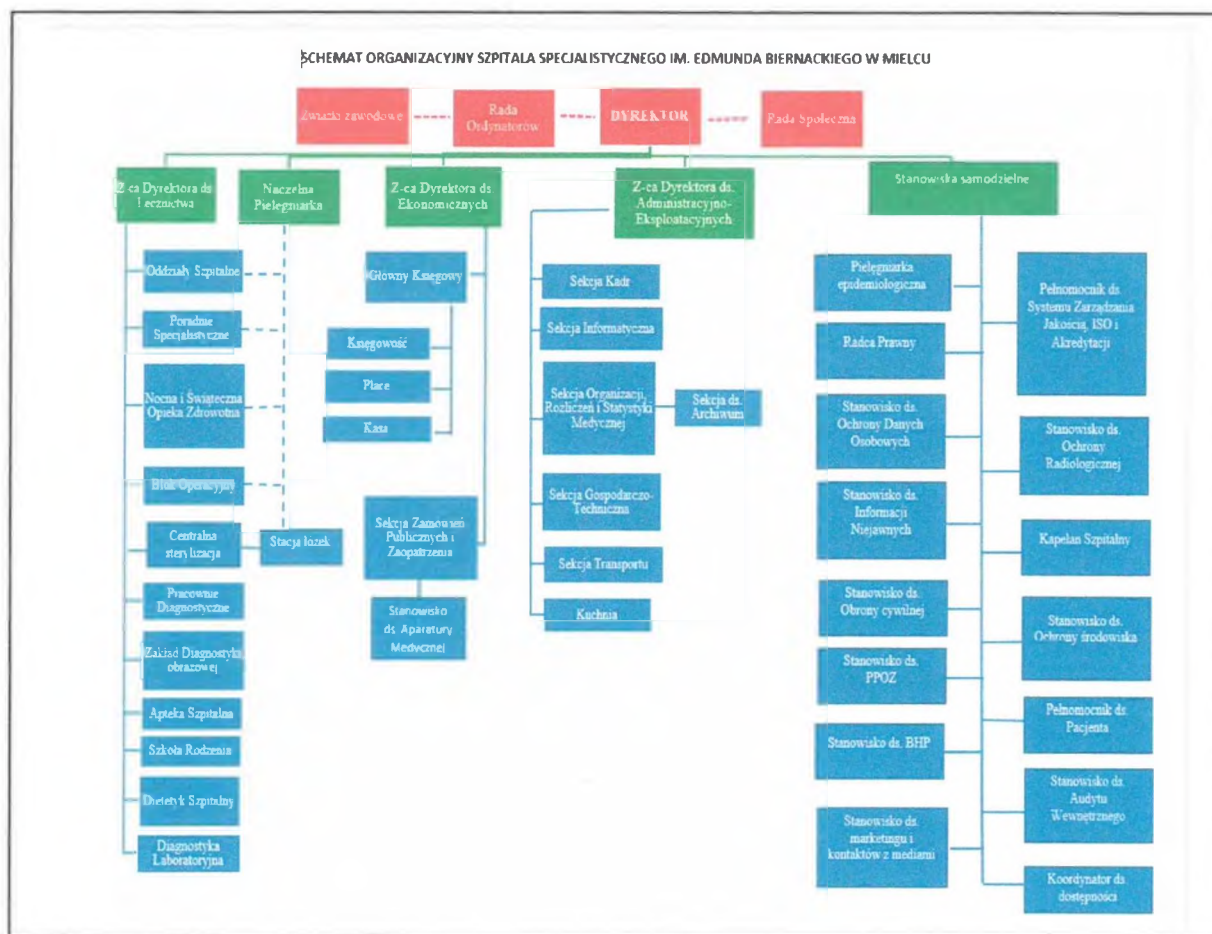 SCHEMAT ORGANIZACYJNY SZPITALA SPECJALISTYCZNEGO IM. EDMUNDA BIERNACKIEGO W MIELCU
Związki zawodowe
Rada
Ordynatorów
DYREKTOR
Rada Społeczna
Z-ca Dyrektora ds.
Lecznictwa
Naczelna
Pielęgniarka
Z-ca Dyrektora ds.
Ekonomicznych
Z-ca Dyrektora ds.
Administracyjno-
Eksploatacyjnych
Stanowiska samodzielne
Oddziały Szpitalne
Poradnie
Specjalistyczne
Nocna i Świąteczna
Opieka Zdrowotna
Blok Operacyjny
Centralna
sterylizacja
Stacja łóżek
Pracownie
Diagnostyczne
Zakład Diagnostyki
obrazowej
Apteka Szpitalna
Szkoła Rodzenia
Dietetyk Szpitalny
Diagnostyka
Laboratoryjna
Główny Księgowy
Księgowość
Płace
Kasa
Sekcja Zamówień
Publicznych i
Zaopatrzenia
Stanowisko
ds. Aparatury
Medycznej
Sekcja Kadr
Sekcja Informatyczna
Sekcja Organizacji,
Rozliczeń i Statystyki
Medycznej
Sekcja ds.
Archiwum
Sekcja Gospodarczo-
Techniczna
Sekcja Transportu
Kuchnia
Pielęgniarka
epidemiologiczna
Radca Prawny
Stanowisko ds.
Ochrony Danych
Osobowych
Stanowisko ds.
Informacji
Niejawnych
Stanowisko ds.
Obrony cywilnej
Stanowisko ds.
PPOŻ
Stanowisko ds. BHP
Stanowisko ds.
marketingu i
kontaktów z mediami
Pełnomocnik ds.
Systemu Zarządzania
Jakością, ISO i
Akredytacji
Stanowisko ds.
Ochrony
Radiologicznej
Kapelan Szpitalny
Stanowisko ds.
Ochrony środowiska
Pełnomocnik ds.
Pacjenta
Stanowisko ds.
Audytu
Wewnętrznego
Koordynator ds.
dostępności